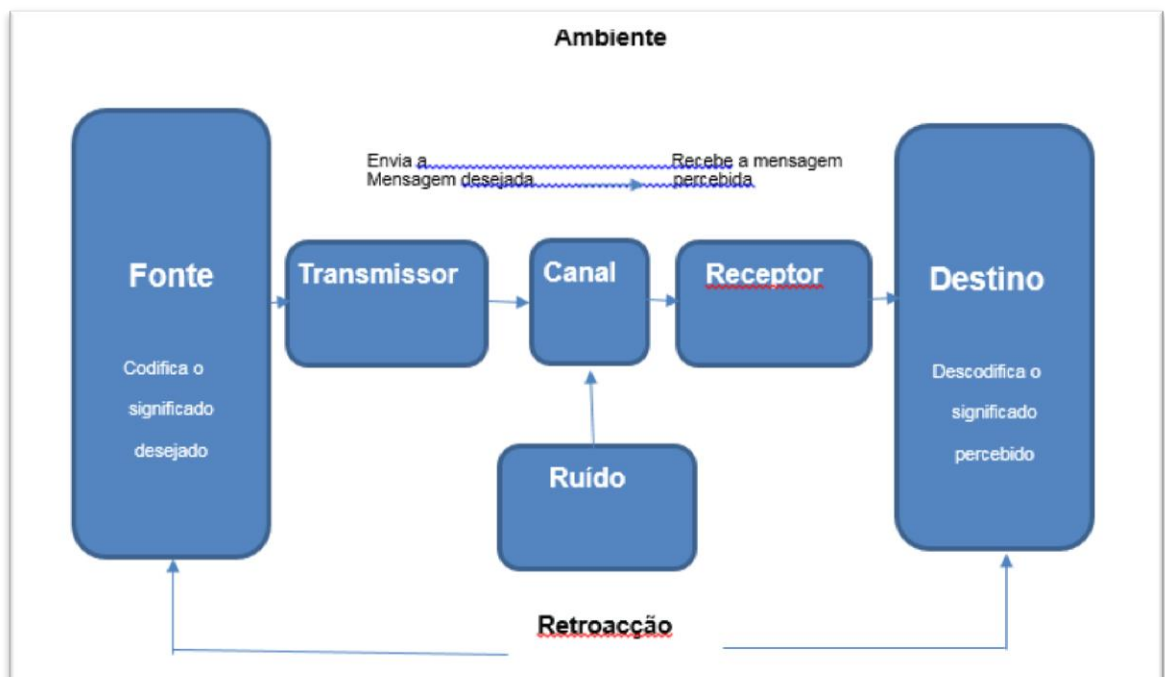 Ambiente
Envia a
Mensagem desejada
Recebe a mensagem
percebida
Fonte
Codifica o
significado
desejado
Transmissor
Canal
Receptor
Destino
Descodifica o
significado
percebido
Ruído
Retroacção